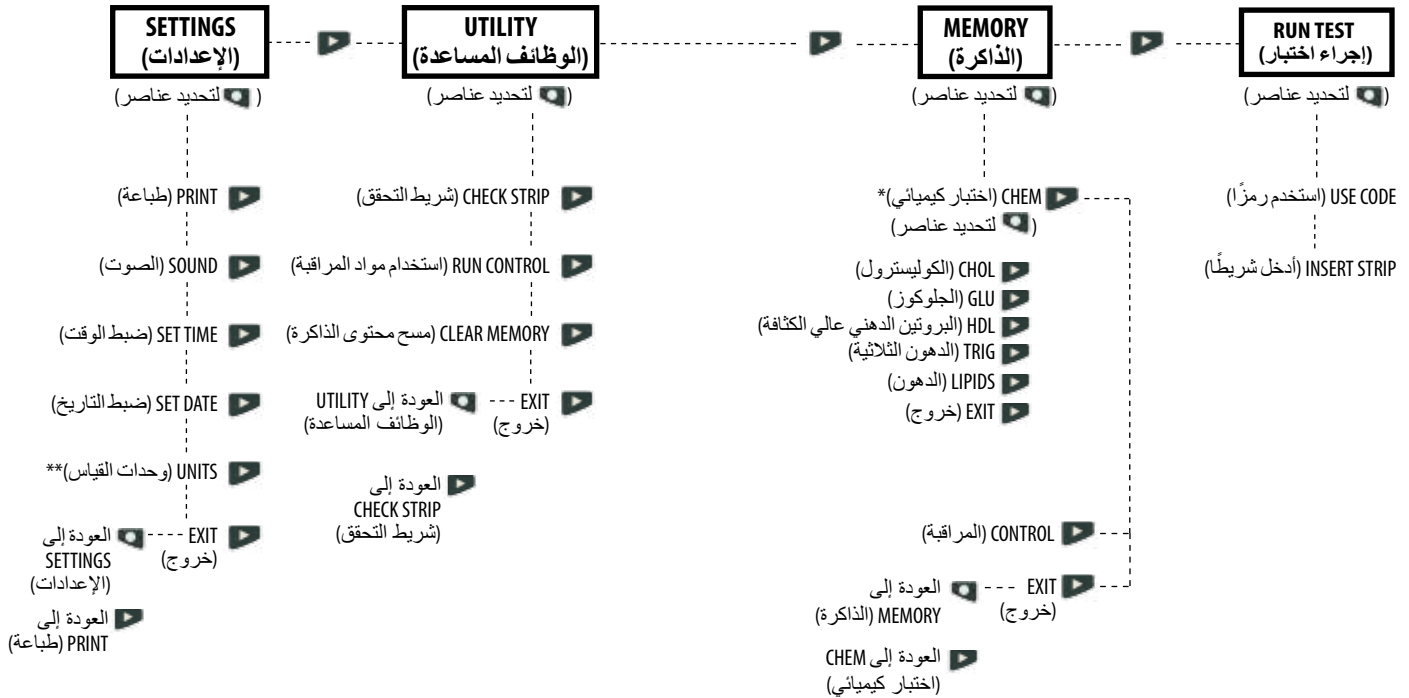 RUN TEST
(إجراء اختبار)
( لتحديد عناصر)
USE CODE (استخدم رمزًا)
INSERT STRIP (أدخل شريطًا)
MEMORY
(الذاكرة)
( لتحديد عناصر)
CHEM (اختبار كيميائي)*
( لتحديد عناصر)
CHOL (الكوليسترول)
GLU (الجلوكوز)
HDL (البروتين الدهني عالي الكثافة)
TRIG (الدهون الثلاثية)
LIPIDS (الدهون)
EXIT (خروج)
CONTROL (المراقبة)
EXIT
(خروج)
العودة إلى
MEMORY (الذاكرة)
العودة إلى CHEM
(اختبار كيميائي)
UTILITY
(الوظائف المساعدة)
( لتحديد عناصر)
CHECK STRIP (شريط التحقق)
RUN CONTROL (استخدام مواد المراقبة)
CLEAR MEMORY (مسح محتوى الذاكرة)
EXIT
(خروج)
العودة إلى UTILITY
(الوظائف المساعدة)
العودة إلى
CHECK STRIP
(شريط التحقق)
SETTINGS
(الإعدادات)
( لتحديد عناصر)
PRINT (طباعة)
SOUND (الصوت)
SET TIME (ضبط الوقت)
SET DATE (ضبط التاريخ)
UNITS (وحدات القياس)**
EXIT
(خروج)
العودة إلى
SETTINGS
(الإعدادات)
العودة إلى
PRINT (طباعة)